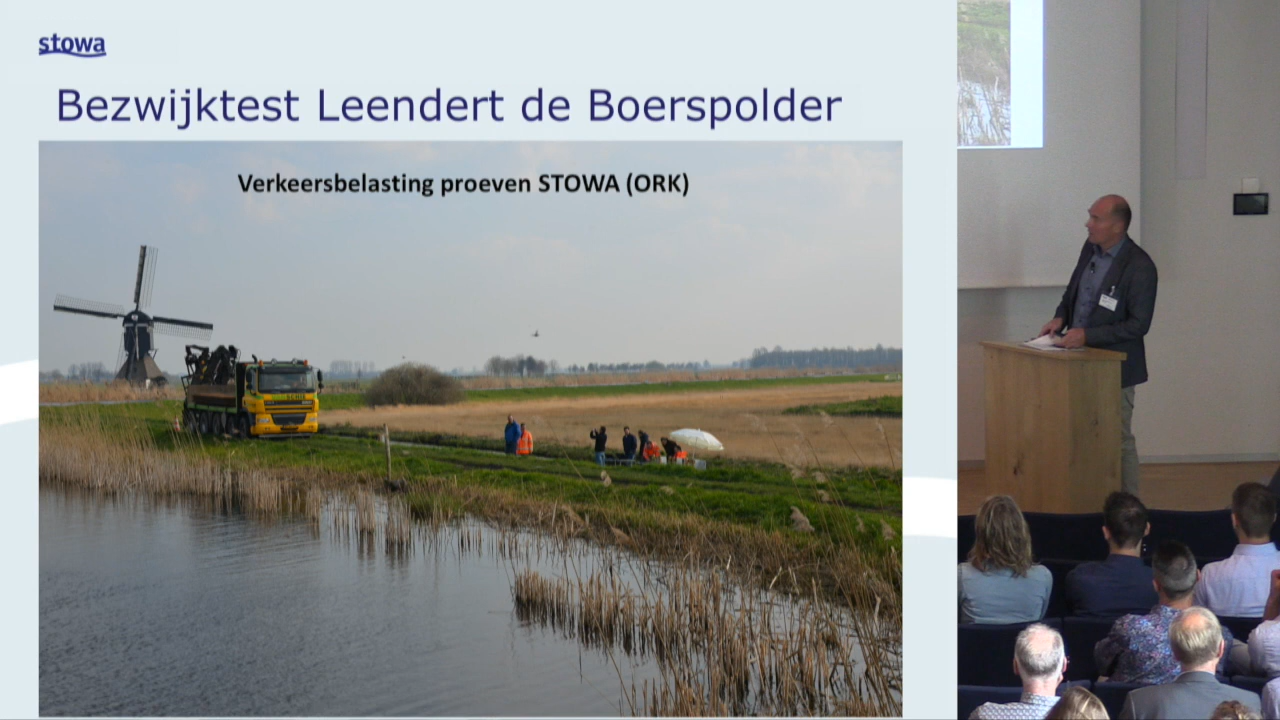 stowa
Bezwijktest Leendert de Boerspolder
Verkeersbelasting proeven STOWA (ORK)